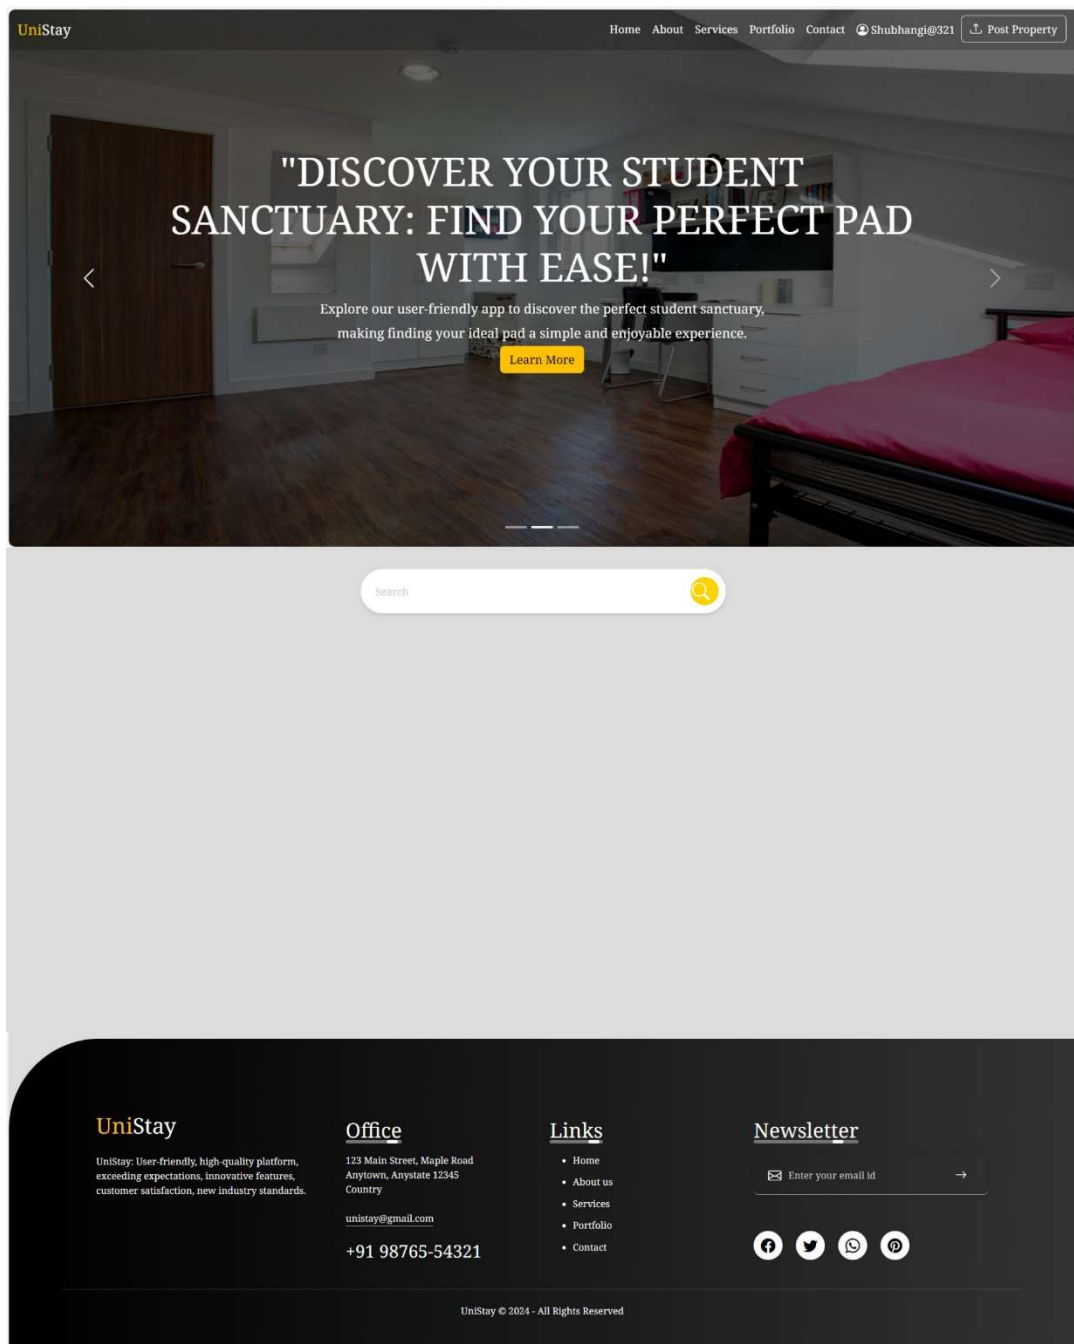 UniStay
Home About Services Portfolio Contact Shubhangi@321 Post Property
"DISCOVER YOUR STUDENT
SANCTUARY: FIND YOUR PERFECT PAD
WITH EASE!"
Explore our user-friendly app to discover the perfect student sanctuary,
making finding your ideal pad a simple and enjoyable experience.
Learn More
Search
UniStay
UniStay: User-friendly, high-quality platform,
exceeding expectations, innovative features,
customer satisfaction, new industry standards.
Office
123 Main Street, Maple Road
Anytown, Anystate 12345
Country
unistay@gmail.com
+91 98765-54321
Links
• Home
• About us
• Services
• Portfolio
• Contact
Newsletter
Enter your email id
UniStay © 2024 - All Rights Reserved